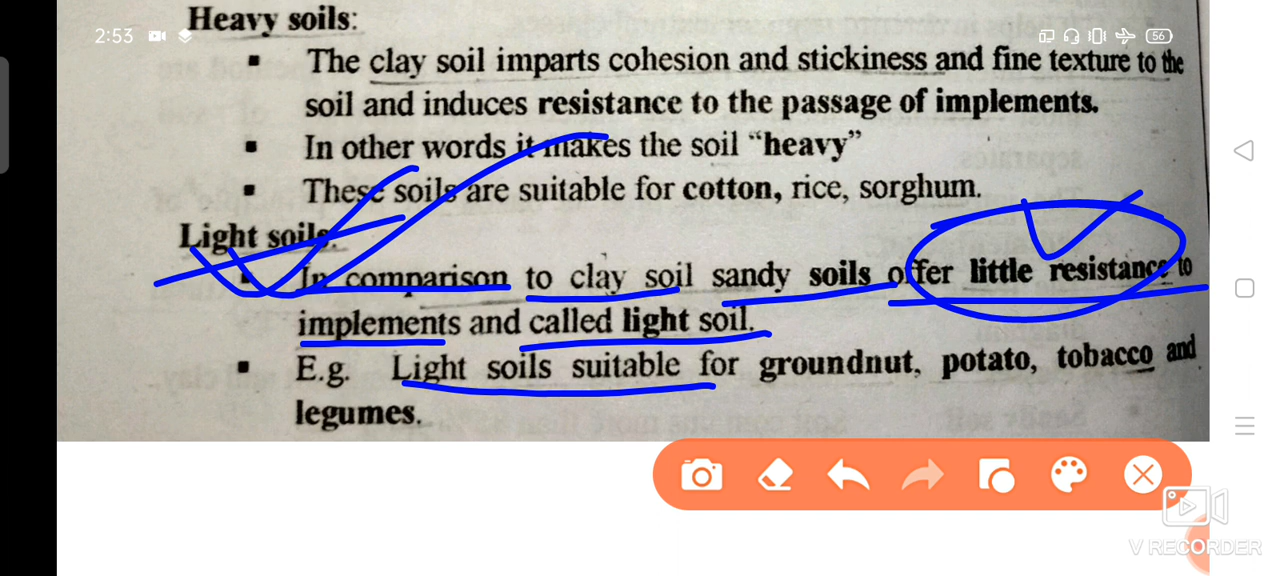 Heavy soils:
2:53
56
▪ The clay soil imparts cohesion and stickiness and fine texture to the
soil and induces resistance to the passage of implements.
▪ In other words it makes the soil “heavy”
▪ These soils are suitable for cotton, rice, sorghum.
Light soils:
▪ In comparison to clay soil sandy soils offer little resistance to
implements and called light soil.
▪ E.g. Light soils suitable for groundnut, potato, tobacco and
legumes.
V RECORDER